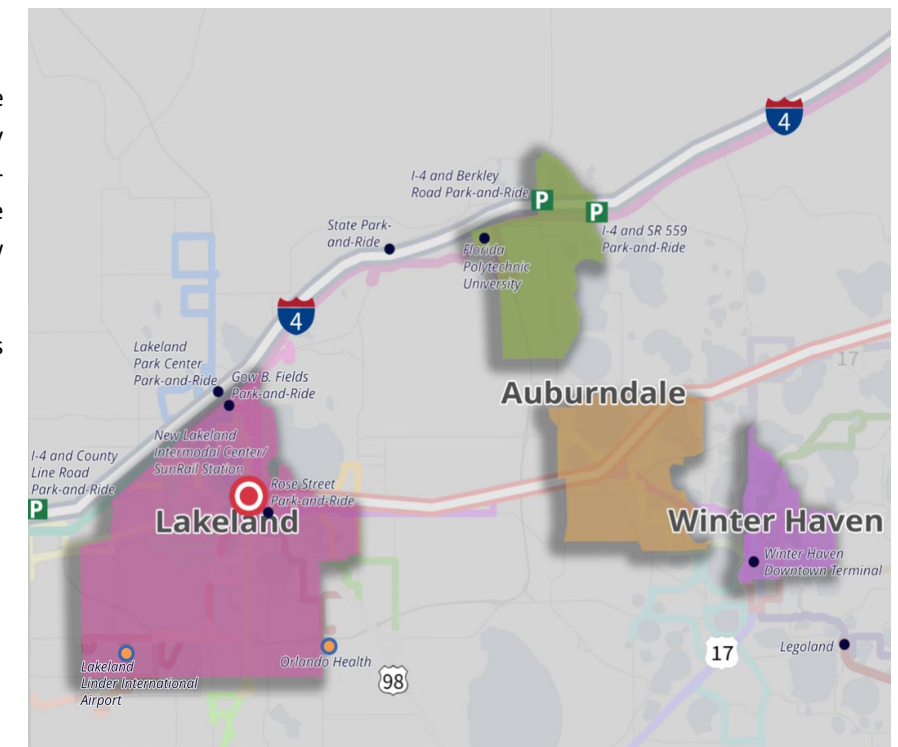 e
y
-
e
y
s
4
I-4 and Berkley
Road Park-and-Ride
P
P
I-4 and SR 559
Park-and-Ride
State Park-
and-Ride
Florida
Polytechnic
University
4
17
Lakeland
Park Center
Park-and-Ride
Gow B. Fields
Park-and-Ride
Auburndale
New Lakeland
Intermodal Center/
SunRail Station
I-4 and County
Line Road
Park-and-Ride
P
Rose Street
Park-and-Ride
Lakeland
Winter Haven
Winter Haven
Downtown Terminal
Lakeland
Linder International
Airport
Orlando Health
98
17
Legoland